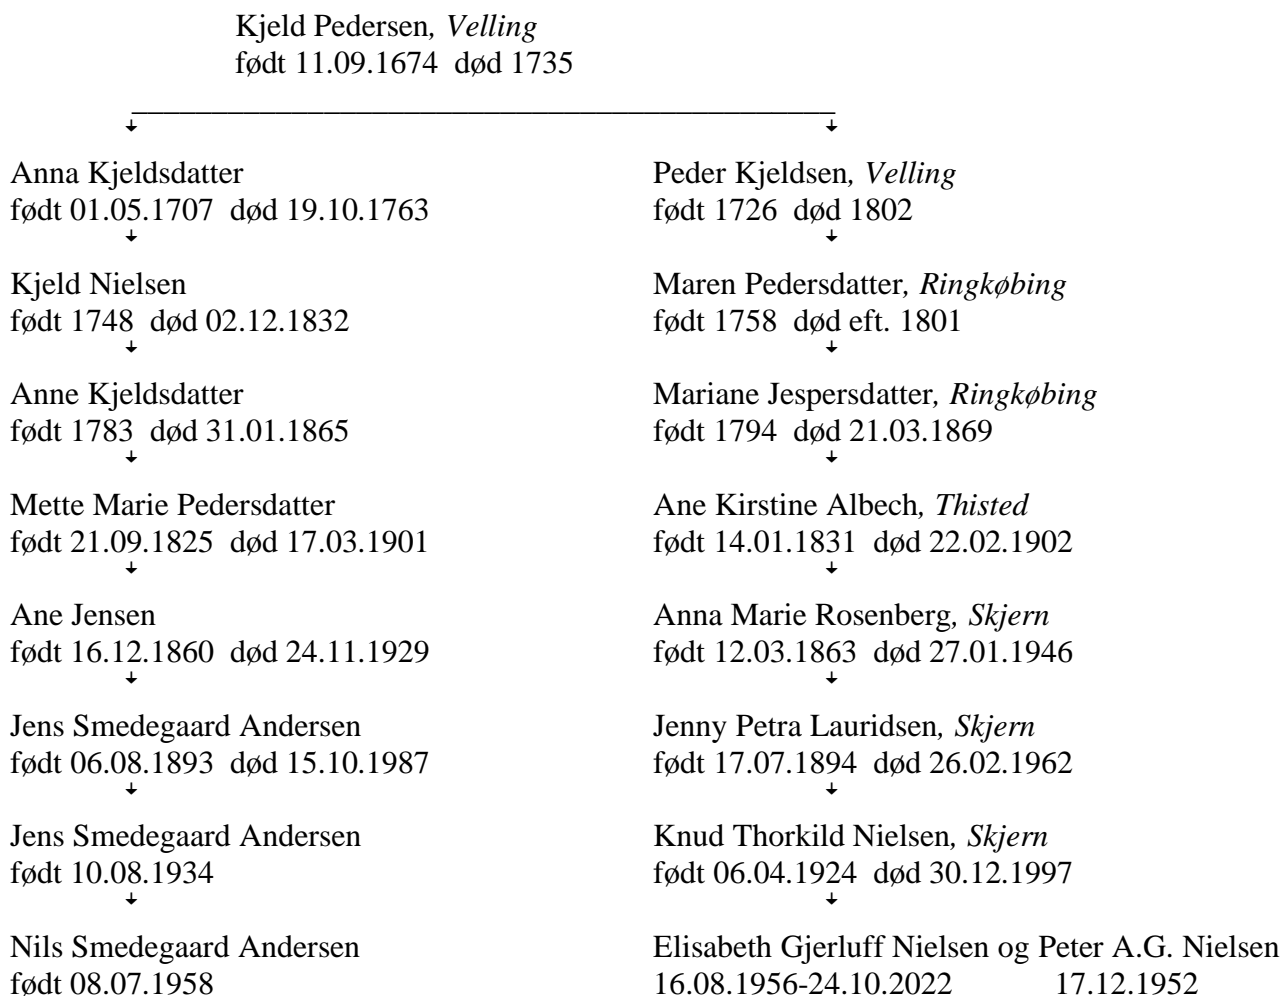 Kjeld Pedersen, Velling
født 11.09.1674 død 1735
Anna Kjeldsdatter
født 01.05.1707 død 19.10.1763
Peder Kjeldsen, Velling
født 1726 død 1802
Kjeld Nielsen
født 1748 død 02.12.1832
Maren Pedersdatter, Ringkøbing
født 1758 død eft. 1801
Anne Kjeldsdatter
født 1783 død 31.01.1865
Mariane Jespersdatter, Ringkøbing
født 1794 død 21.03.1869
Mette Marie Pedersdatter
født 21.09.1825 død 17.03.1901
Ane Kirstine Albech, Thisted
født 14.01.1831 død 22.02.1902
Ane Jensen
født 16.12.1860 død 24.11.1929
Anna Marie Rosenberg, Skjern
født 12.03.1863 død 27.01.1946
Jens Smedegaard Andersen
født 06.08.1893 død 15.10.1987
Jenny Petra Lauridsen, Skjern
født 17.07.1894 død 26.02.1962
Jens Smedegaard Andersen
født 10.08.1934
Knud Thorkild Nielsen, Skjern
født 06.04.1924 død 30.12.1997
Nils Smedegaard Andersen
født 08.07.1958
Elisabeth Gjerluff Nielsen og Peter A.G. Nielsen
16.08.1956-24.10.2022 17.12.1952